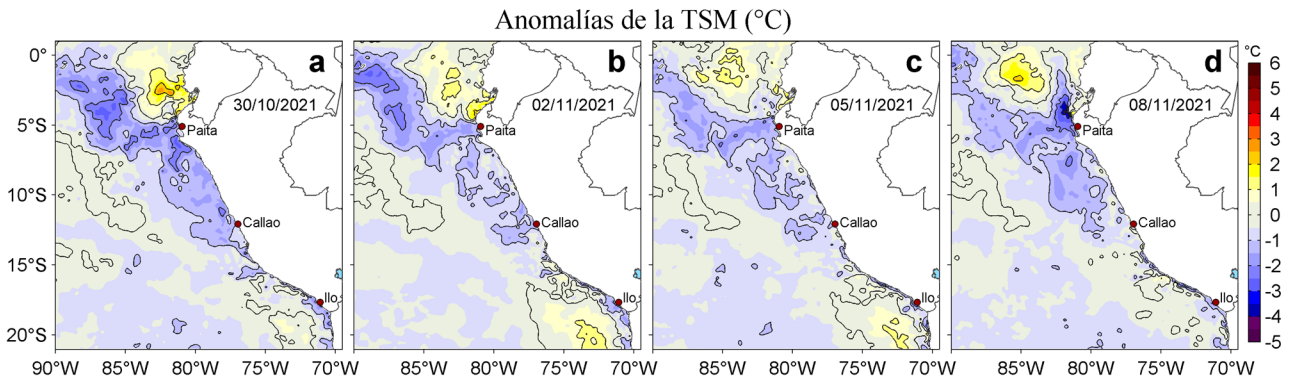 Anomalías de la TSM (°C)
a
30/10/2021
Paita
Callao
Ilo
b
02/11/2021
Paita
Callao
Ilo
c
05/11/2021
Paita
Callao
Ilo
d
08/11/2021
Paita
Callao
Ilo
0°
5°S
10°S
15°S
20°S
90°W 85°W 80°W 75°W 70°W
85°W 80°W 75°W 70°W
85°W 80°W 75°W 70°W
85°W 80°W 75°W 70°W
°C
6
5
4
3
2
1
0
-1
-2
-3
-4
-5